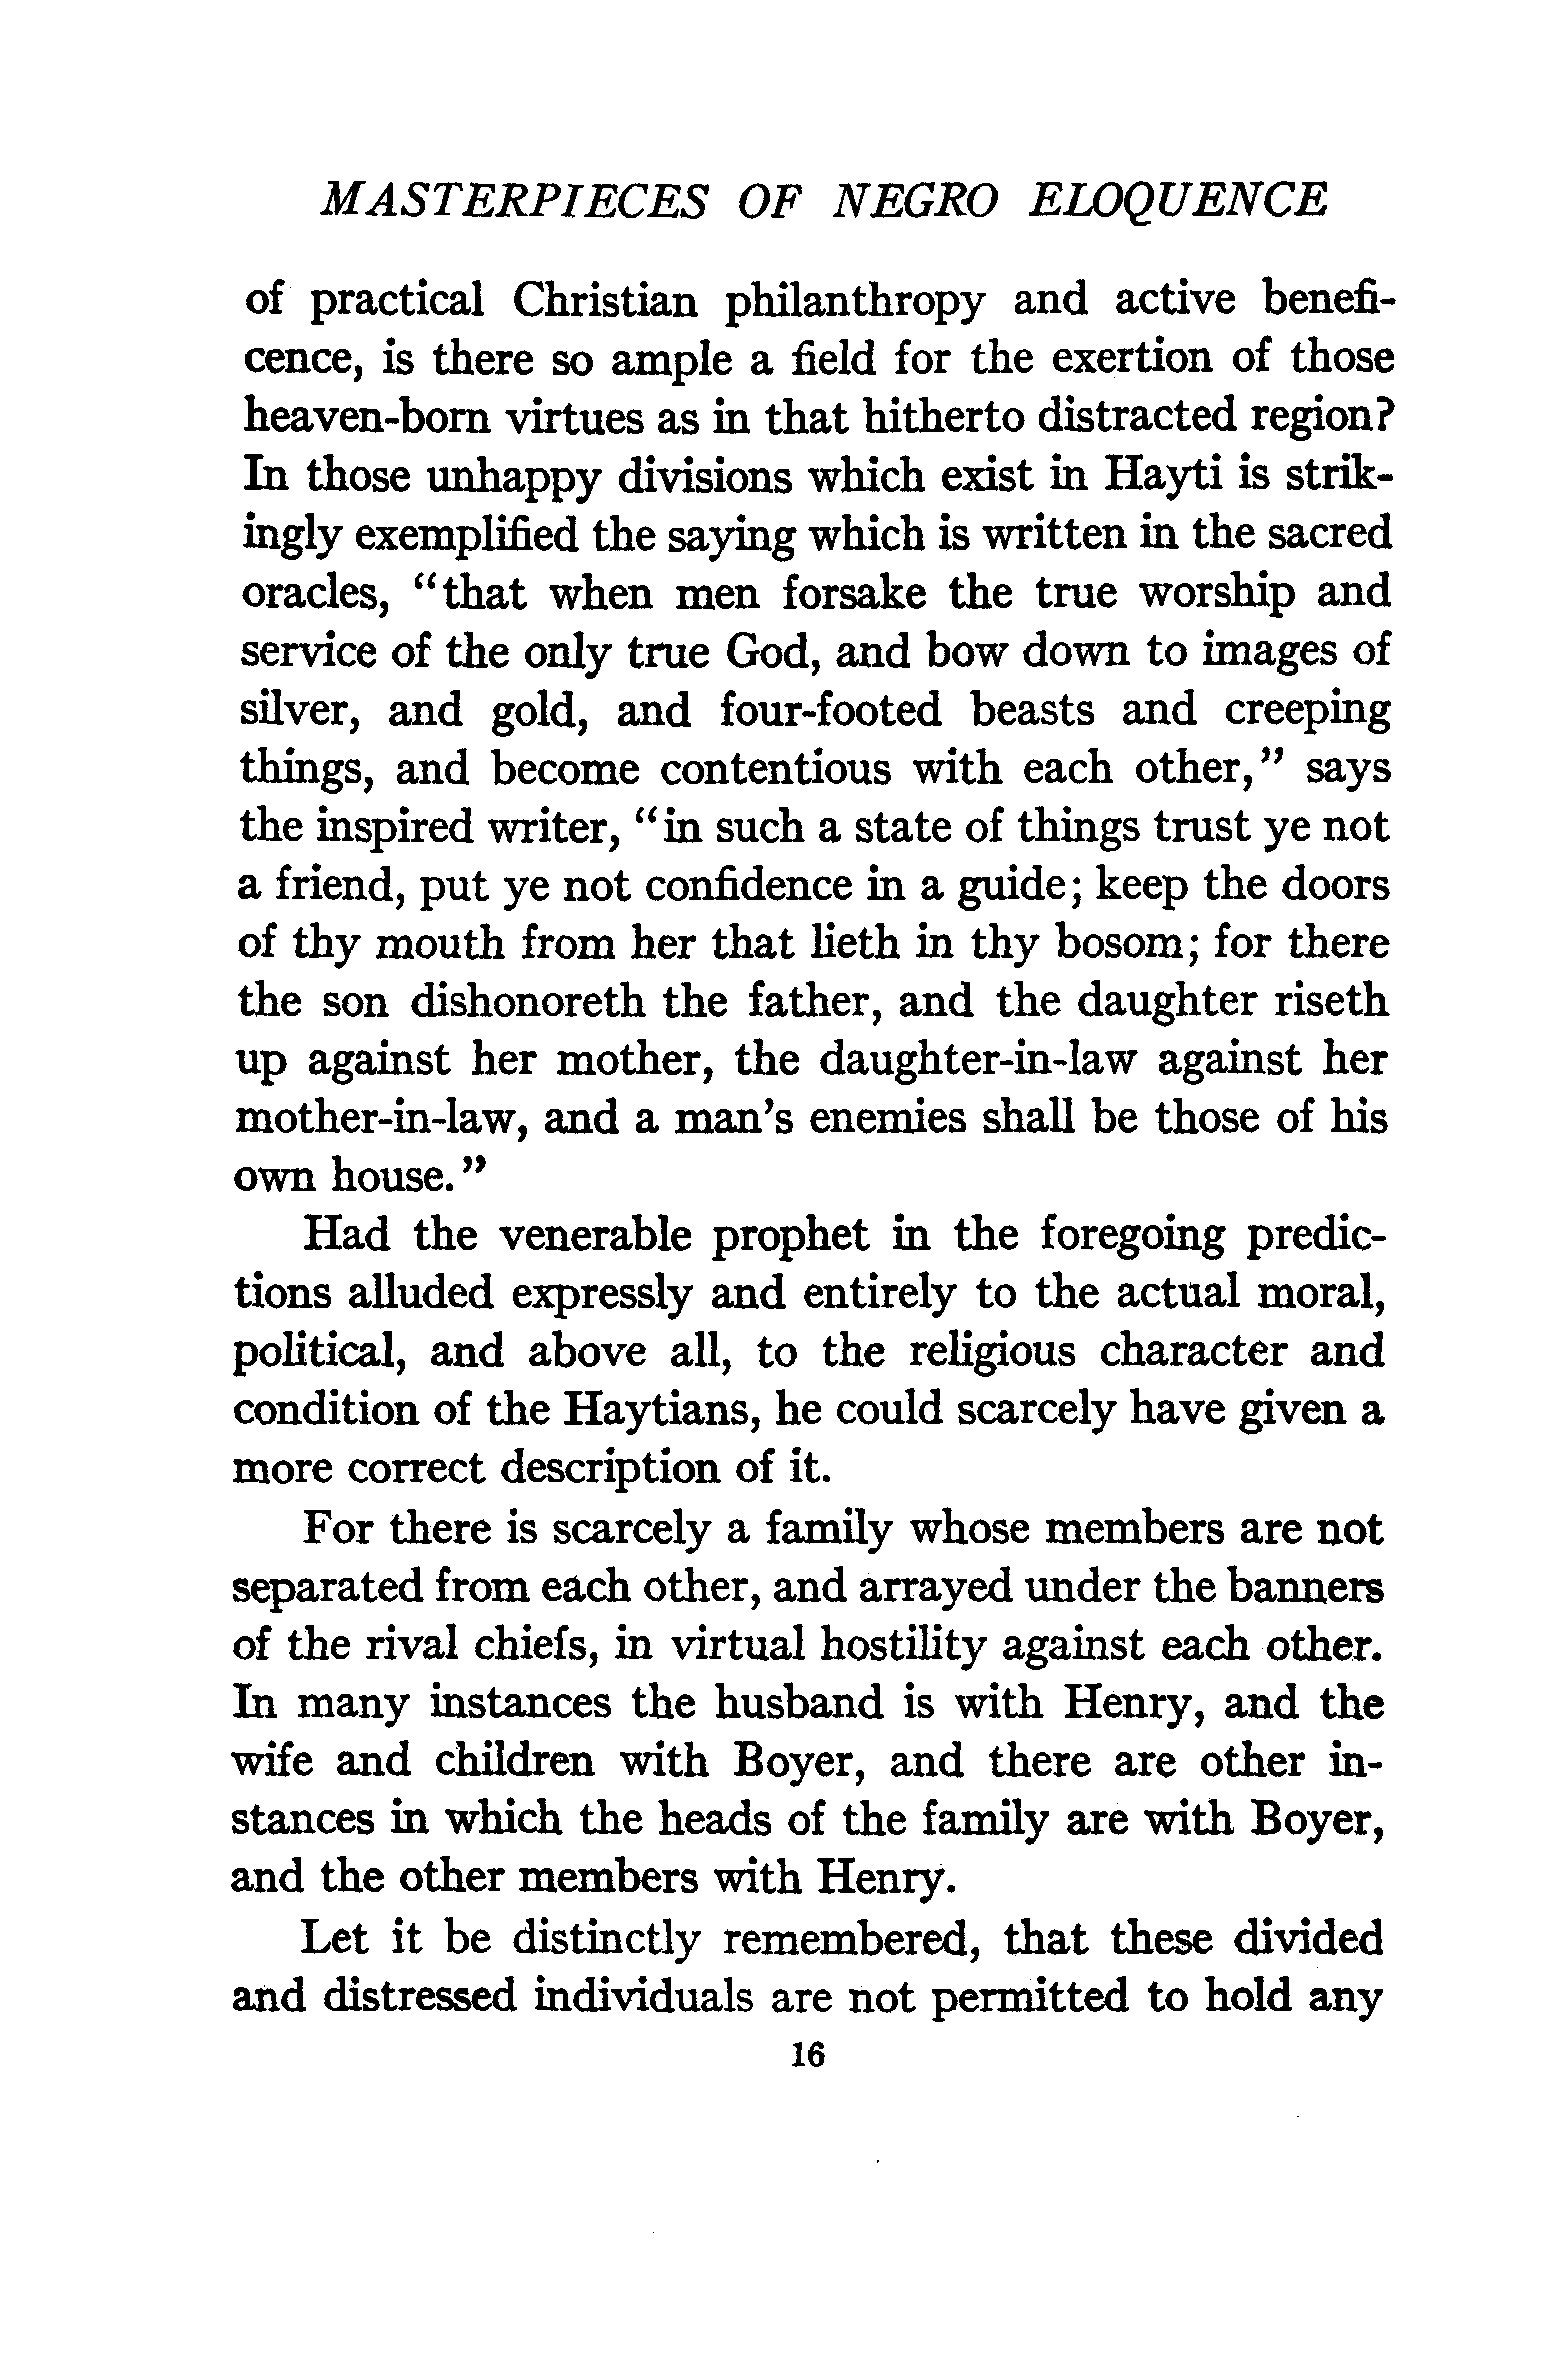 MASTERPIECES OF NEGRO ELOQUENCE
of practical Christian philanthropy and active benefi-
cence, is there so ample a field for the exertion of those
heaven-born virtues as in that hitherto distracted region?
In those unhappy divisions which exist in Hayti is strik-
ingly exemplified the saying which is written in the sacred
oracles, "that when men forsake the true worship and
service of the only true God, and bow down to images of
silver, and gold, and four-footed beasts and creeping
things, and become contentious with each other," says
the inspired writer, "in such a state of things trust ye not
a friend, put ye not confidence in a guide; keep the doors
of thy mouth from her that lieth in thy bosom; for there
the son dishonoreth the father, and the daughter riseth
up against her mother, the daughter-in-law against her
mother-in-law, and a man's enemies shall be those of his
own house."
Had the venerable prophet in the foregoing predic-
tions alluded expressly and entirely to the actual moral,
political, and above all, to the religious character and
condition of the Haytians, he could scarcely have given a
more correct description of it.
For there is scarcely a family whose members are not
separated from each other, and arrayed under the banners
of the rival chiefs, in virtual hostility against each other.
In many instances the husband is with Henry, and the
wife and children with Boyer, and there are other in-
stances in which the heads of the family are with Boyer,
and the other members with Henry.
Let it be distinctly remembered, that these divided
and distressed individuals are not permitted to hold any
16